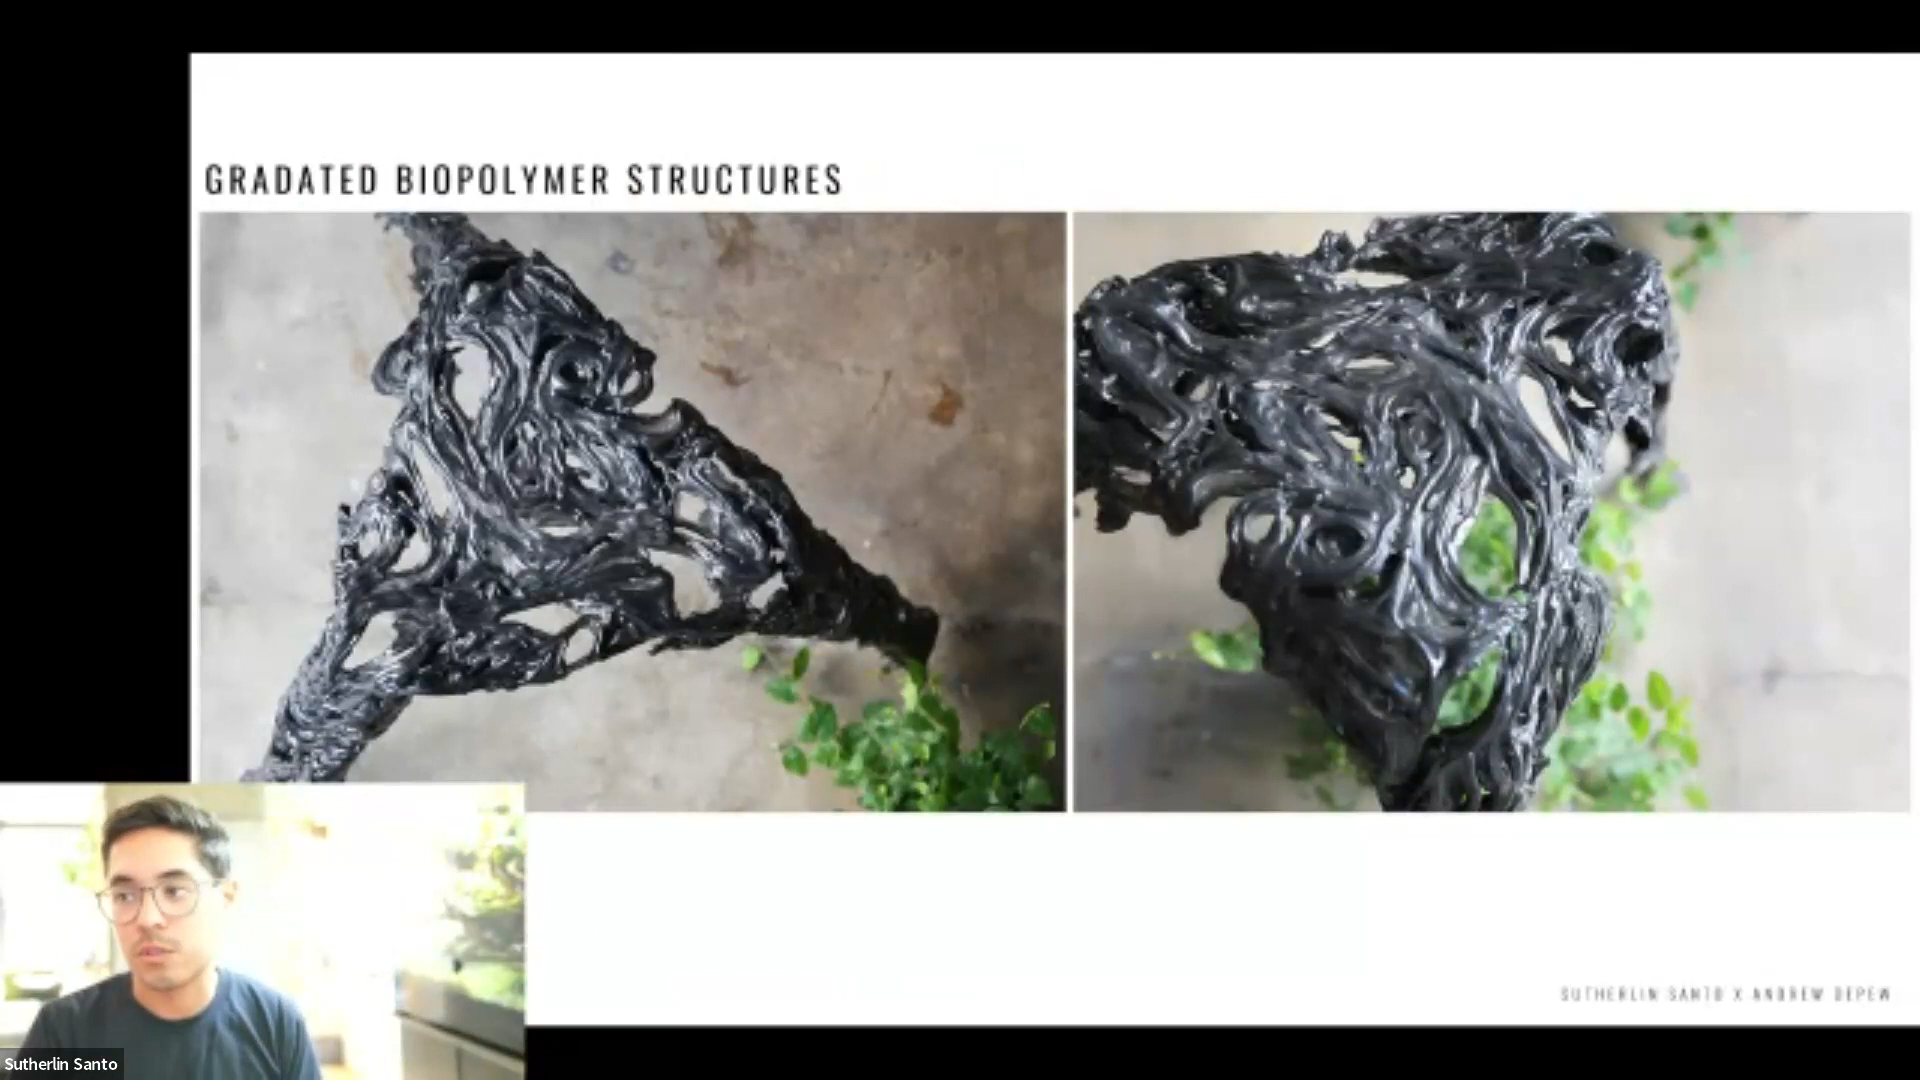 GRADATED BIOPOLYMER STRUCTURES
SUTHERLIN SANTO X ANDREW DEPEW
Sutherlin Santo